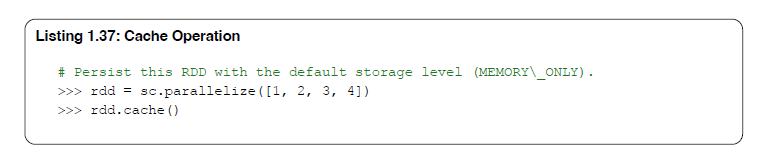 Listing 1.37: Cache Operation
# Persist this RDD with the default storage level (MEMORY\_ONLY).
>>> rdd = sc.parallelize([1, 2, 3, 4])
>>> rdd.cache()